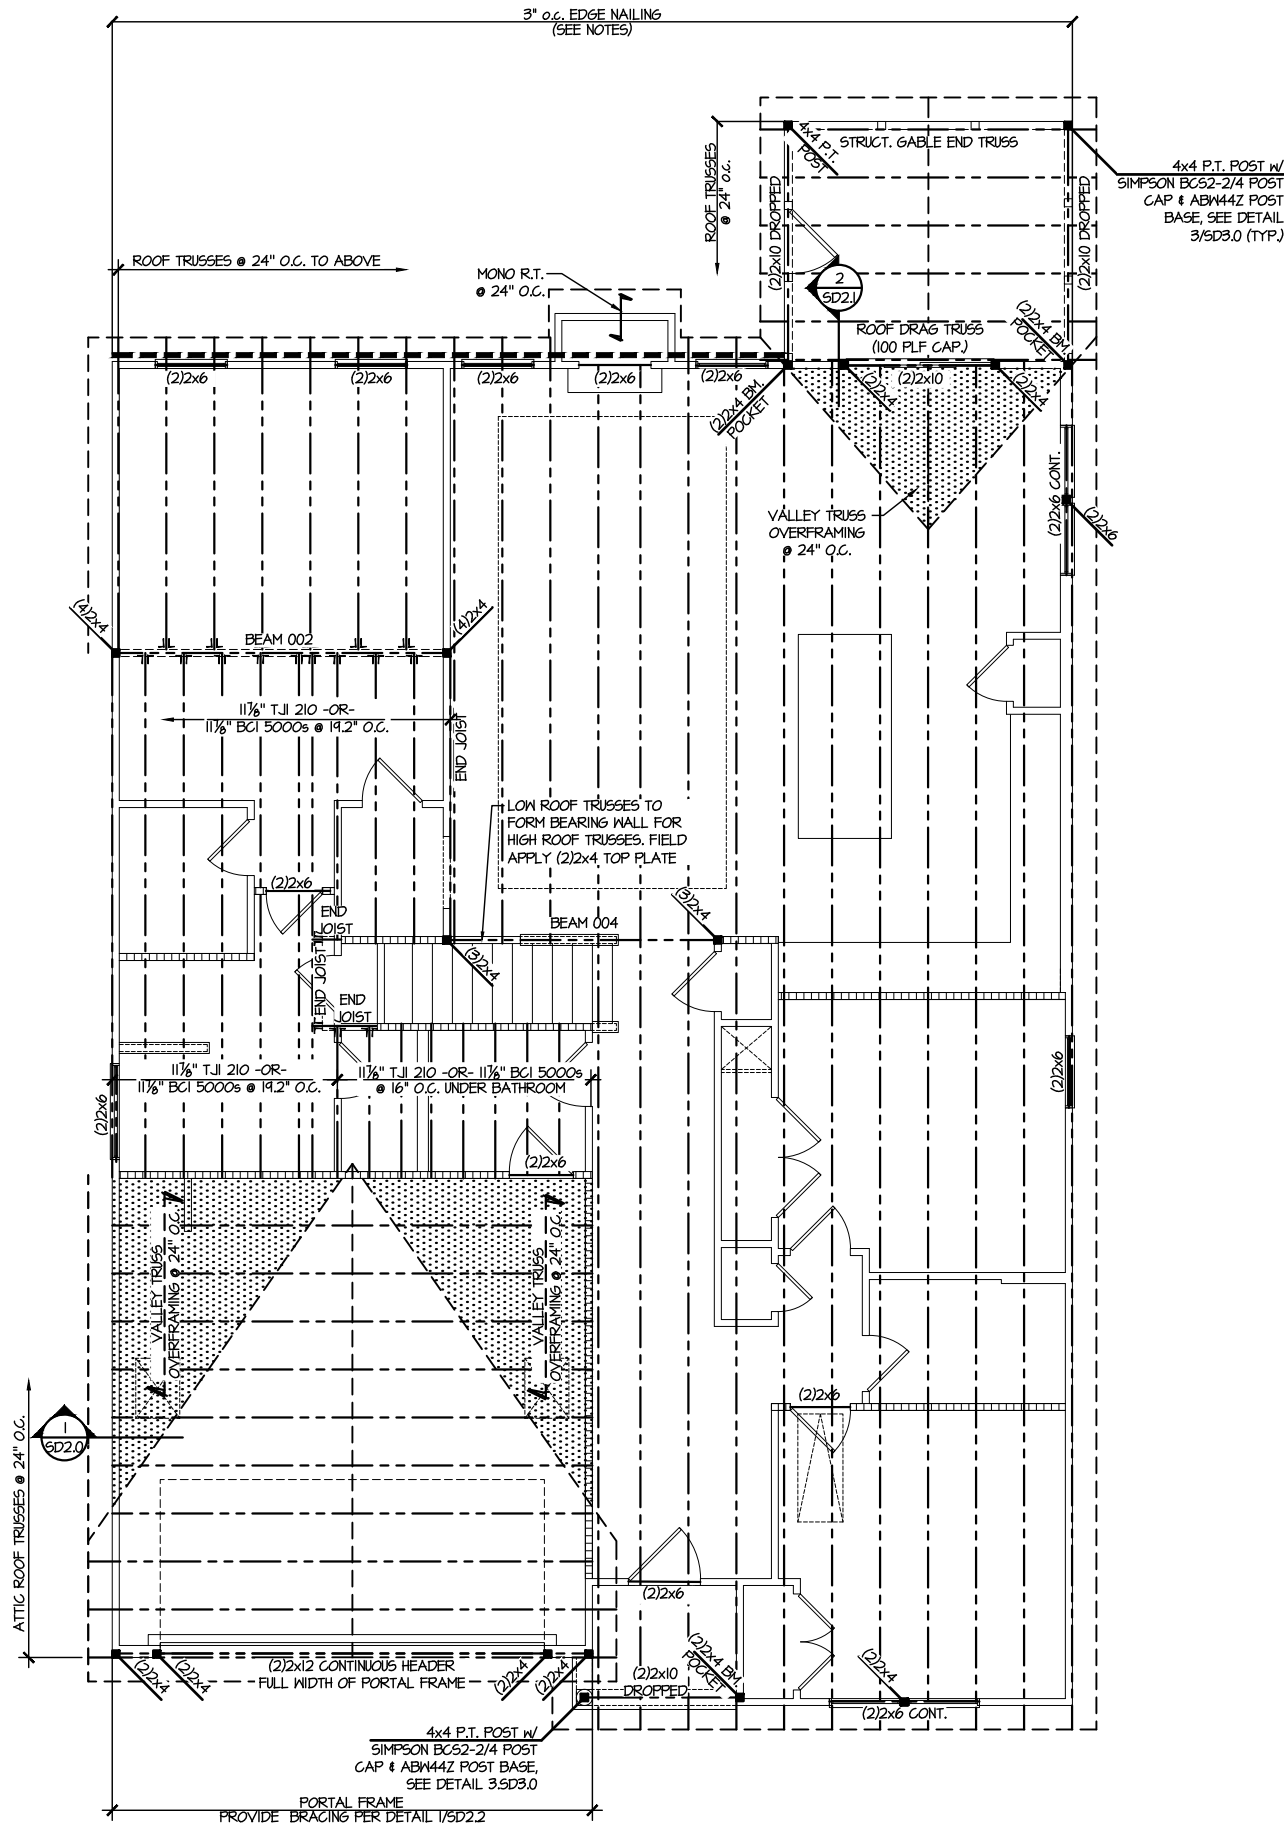 3" o.c. EDGE NAILING
(SEE NOTES)
ROOF TRUSSES
@ 24" o.c.
4x4 P.T.
POST
STRUCT. GABLE END TRUSS
4x4 P.T. POST w/
SIMPSON BCS2-2/4 POST
CAP & ABW44Z POST
BASE, SEE DETAIL
3/SD3.0 (TYP.)
(2)2x10 DROPPED
(2)2x10 DROPPED
ROOF TRUSSES @ 24" O.C. TO ABOVE
MONO R.T.
@ 24" O.C.
2
SD2.1
ROOF DRAG TRUSS
(100 PLF CAP.)
(2)2x4 BM.
POCKET
(2)2x6
(2)2x6
(2)2x6
(2)2x6
(2)2x6
(2)2x4 BM.
POCKET
(2)2x4
(2)2x10
(2)2x4
VALLEY TRUSS
OVERFRAMING
@ 24" O.C.
(2)2x6 CONT.
(2)2x6
(4)2x4
BEAM 002
(4)2x4
11⅞" TJI 210 -OR-
11⅞" BCI 5000s @ 19.2" O.C.
END JOIST
LOW ROOF TRUSSES TO
FORM BEARING WALL FOR
HIGH ROOF TRUSSES. FIELD
APPLY (2)2x4 TOP PLATE
(2)2x6
END
JOIST
BEAM 004
(3)2x4
(3)2x4
END JOIST
END
JOIST
11⅞" TJI 210 -OR-
11⅞" BCI 5000s @ 19.2" O.C.
11⅞" TJI 210 -OR- 11⅞" BCI 5000s
@ 16" O.C. UNDER BATHROOM
(2)2x6
(2)2x6
(2)2x6
VALLEY TRUSS
OVERFRAMING @ 24" O.C.
VALLEY TRUSS
OVERFRAMING @ 24" O.C.
ATTIC ROOF TRUSSES @ 24" O.C.
1
SD2.0
(2)2x6
(2)2x6
(2)2x4
(2)2x4
(2)2x12 CONTINUOUS HEADER
FULL WIDTH OF PORTAL FRAME
(2)2x4
(2)2x4
(2)2x10
DROPPED
(2)2x4 BM.
POCKET
(2)2x4
(2)2x6 CONT.
4x4 P.T. POST w/
SIMPSON BCS2-2/4 POST
CAP & ABW44Z POST BASE,
SEE DETAIL 3.SD3.0
PORTAL FRAME
PROVIDE BRACING PER DETAIL 1/SD2.2